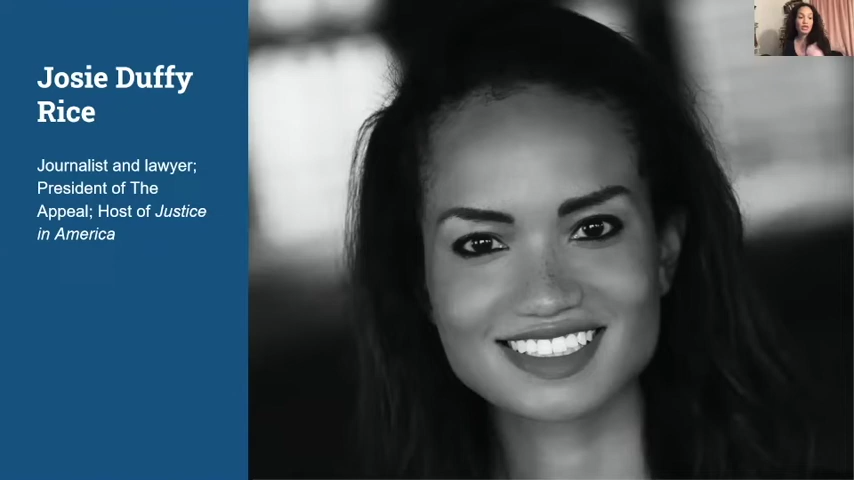 Josie Duffy
Rice
Journalist and lawyer;
President of The
Appeal; Host of Justice
in America